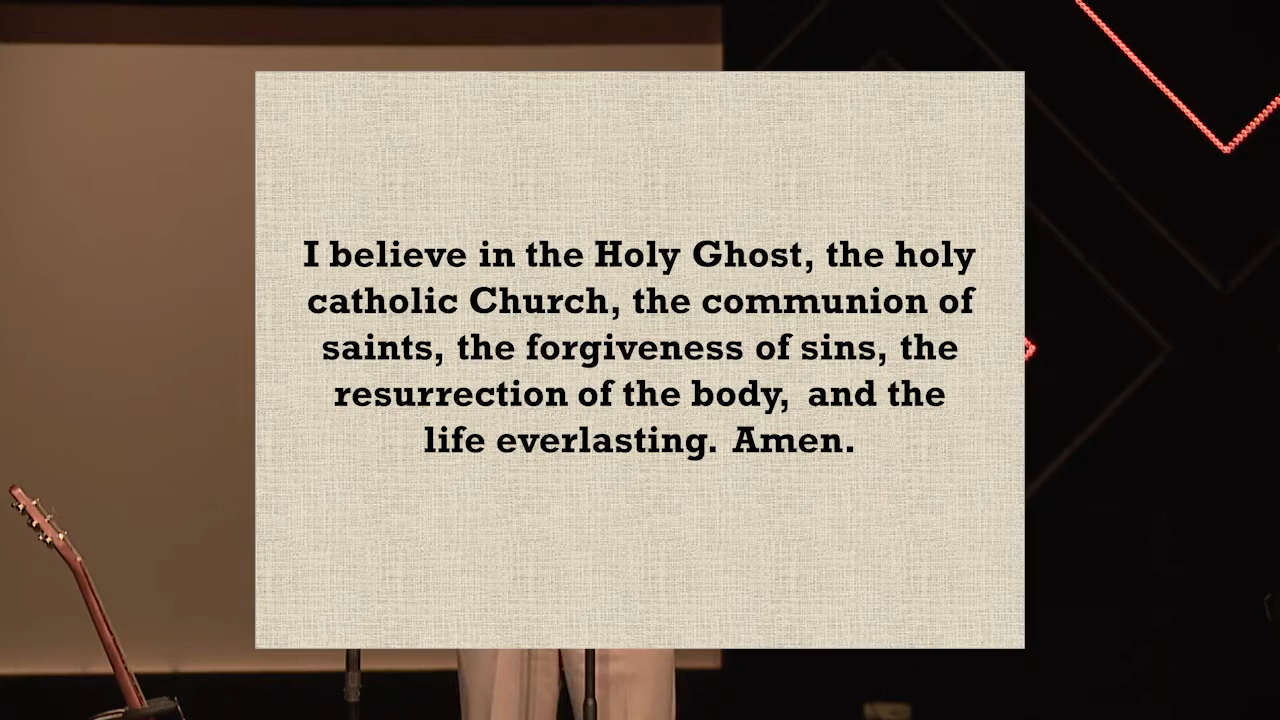 I believe in the Holy Ghost, the holy
catholic Church, the communion of
saints, the forgiveness of sins, the
resurrection of the body,  and the
life everlasting.  Amen.